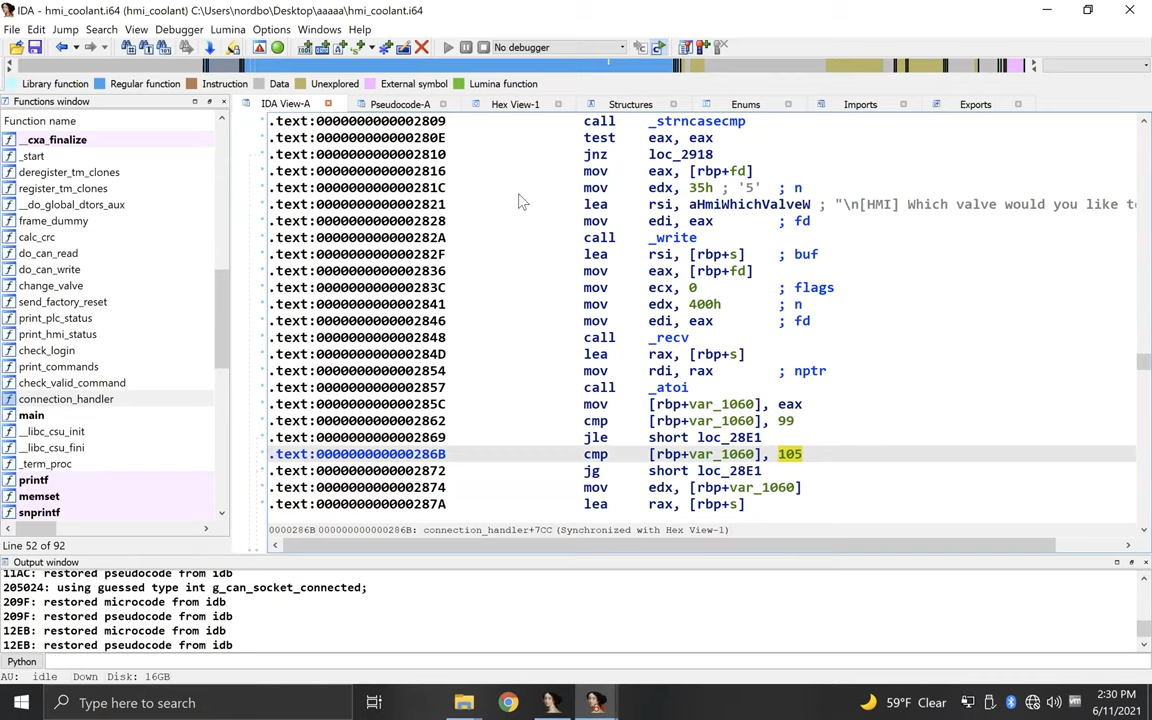 IDA - hmi_coolant.i64 (hmi_coolant) C:\Users\nordbo\Desktop\aaaaa\hmi_coolant.i64
File Edit Jump Search View Debugger Lumina Options Windows Help
No debugger
Library function Regular function Instruction Data Unexplored External symbol Lumina function
Functions window
IDA View-A Pseudocode-A Hex View-1 Structures Enums Imports Exports
Function name
__cxa_finalize
_start
deregister_tm_clones
register_tm_clones
__do_global_dtors_aux
frame_dummy
calc_crc
do_can_read
do_can_write
change_valve
send_factory_reset
print_plc_status
print_hmi_status
check_login
print_commands
check_valid_command
connection_handler
main
__libc_csu_init
__libc_csu_fini
_term_proc
printf
memset
snprintf
Line 52 of 92
.text:0000000000002809 call _strncasecmp
.text:000000000000280E test eax, eax
.text:0000000000002810 jnz loc_2918
.text:0000000000002816 mov eax, [rbp+fd]
.text:000000000000281C mov edx, 35h ; '5' ; n
.text:0000000000002821 lea rsi, aHmiWhichValveW ; "\n[HMI] Which valve would you like t
.text:0000000000002828 mov edi, eax ; fd
.text:000000000000282A call _write
.text:000000000000282F lea rsi, [rbp+s] ; buf
.text:0000000000002836 mov eax, [rbp+fd]
.text:000000000000283C mov ecx, 0 ; flags
.text:0000000000002841 mov edx, 400h ; n
.text:0000000000002846 mov edi, eax ; fd
.text:0000000000002848 call _recv
.text:000000000000284D lea rax, [rbp+s]
.text:0000000000002854 mov rdi, rax ; nptr
.text:0000000000002857 call _atoi
.text:000000000000285C mov [rbp+var_1060], eax
.text:0000000000002862 cmp [rbp+var_1060], 99
.text:0000000000002869 jle short loc_28E1
.text:000000000000286B cmp [rbp+var_1060], 105
.text:0000000000002872 jg short loc_28E1
.text:0000000000002874 mov edx, [rbp+var_1060]
.text:000000000000287A lea rax, [rbp+s]
0000286B 000000000000286B: connection_handler+7CC (Synchronized with Hex View-1)
Output window
11AC: restored pseudocode from idb
205024: using guessed type int g_can_socket_connected;
209F: restored microcode from idb
209F: restored pseudocode from idb
12EB: restored microcode from idb
12EB: restored pseudocode from idb
Python
AU: idle Down Disk: 16GB
Type here to search
59°F Clear
2:30 PM
6/11/2021